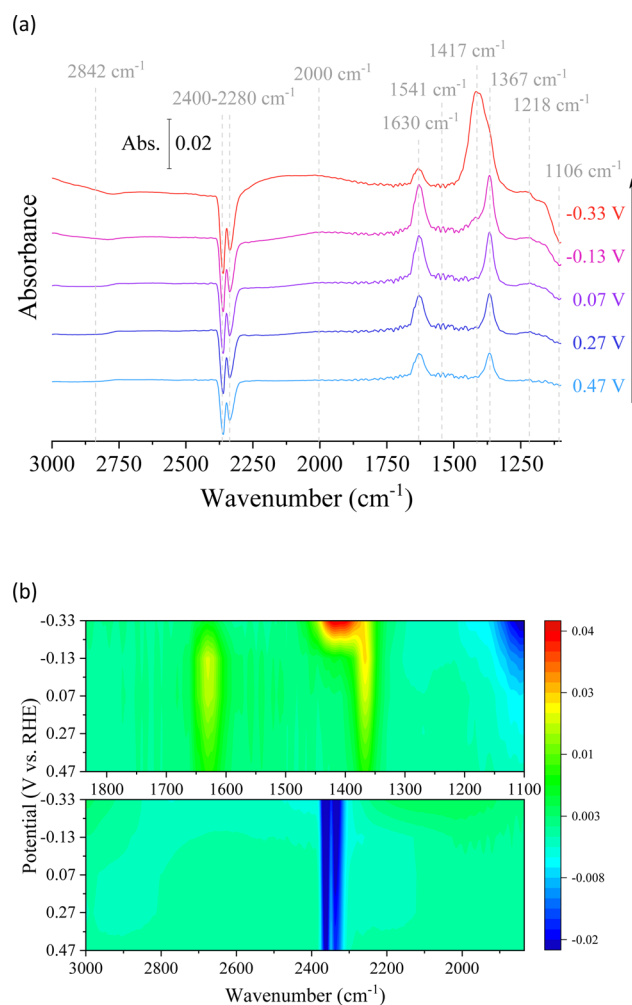 (a)
1417 cm-1
2842 cm-1
2000 cm-1
1541 cm-1
1367 cm-1
2400-2280 cm-1
1218 cm-1
1630 cm-1
Abs. 0.02
1106 cm-1
-0.33 V
-0.13 V
0.07 V
0.27 V
0.47 V
Absorbance
3000 2750 2500 2250 2000 1750 1500 1250
Wavenumber (cm-1)
(b)
-0.33
-0.13
0.07
0.27
0.47
1800 1700 1600 1500 1400 1300 1200 1100
-0.33
-0.13
0.07
0.27
0.47
3000 2800 2600 2400 2200 2000
Potential (V vs. RHE)
Wavenumber (cm-1)
0.04
0.03
0.01
0.003
-0.008
-0.02